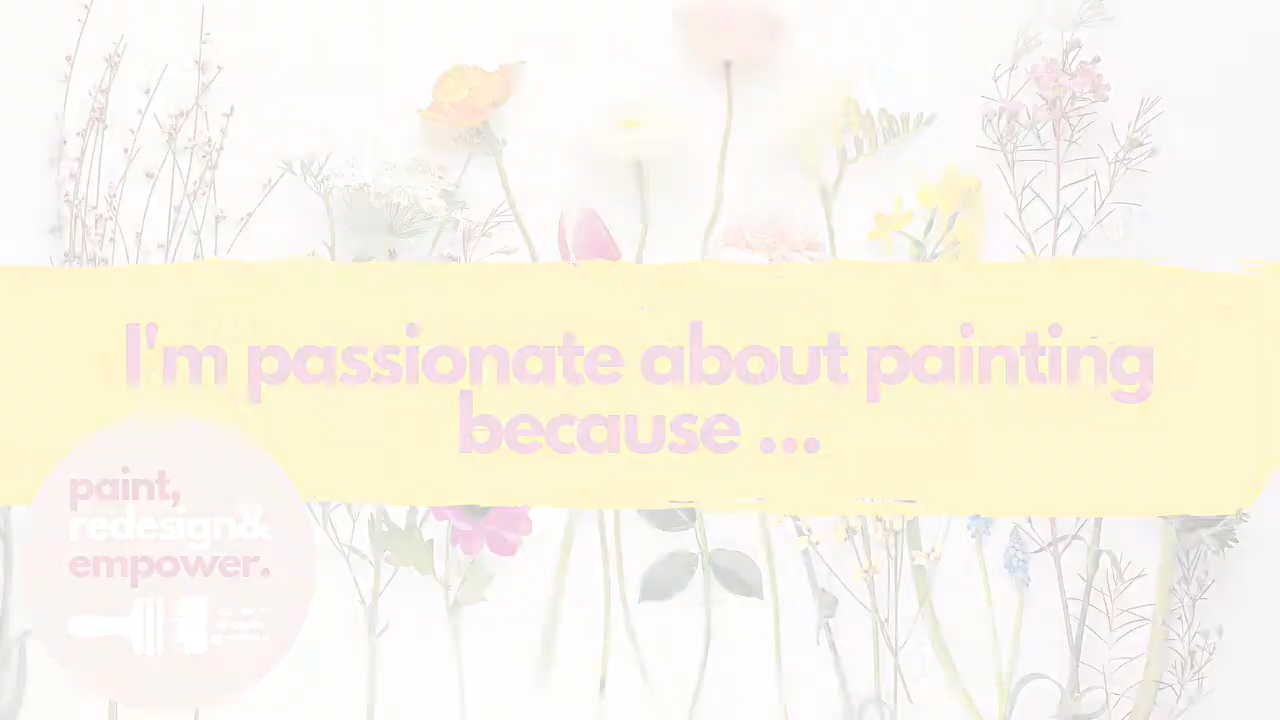 I'm passionate about painting
because ...
paint,
redesign&
empower.